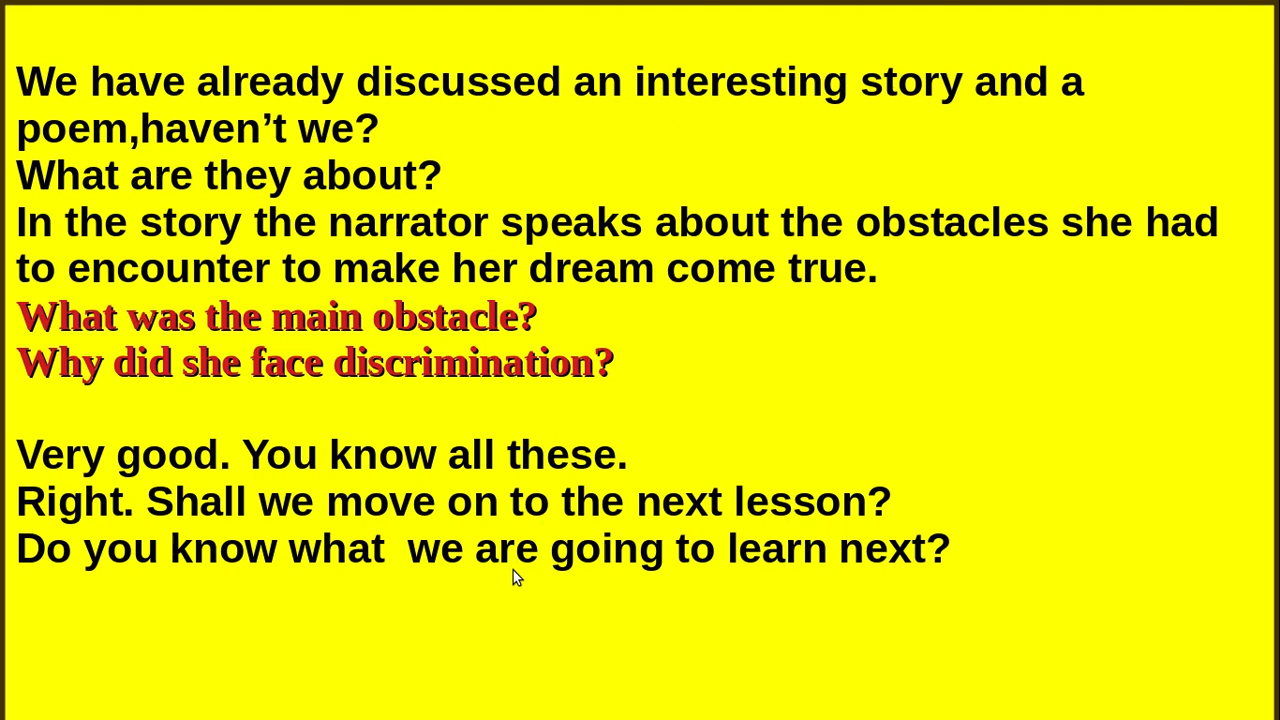 We have already discussed an interesting story and a
poem,haven’t we?
What are they about?
In the story the narrator speaks about the obstacles she had
to encounter to make her dream come true.
What was the main obstacle?
Why did she face discrimination?
Very good. You know all these.
Right. Shall we move on to the next lesson?
Do you know what  we are going to learn next?